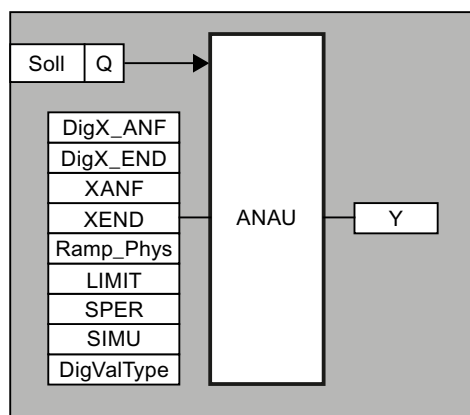 Soll Q
DigX_ANF
DigX_END
XANF
XEND
Ramp_Phys
LIMIT
SPER
SIMU
DigValType
ANAU
Y